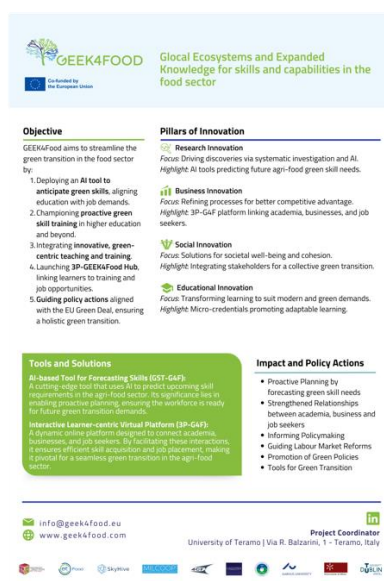 GEEK4FOOD
Co-funded by
the European Union
Glocal Ecosystems and Expanded
Knowledge for skills and capabilities in the
food sector
Objective
GEEK4Food aims to streamline the
green transition in the food sector
by:
1. Deploying an AI tool to
anticipate green skills, aligning
education with job demands.
2. Championing proactive green
skill training in higher education
and beyond.
3. Integrating innovative, green-
centric teaching and training.
4. Launching 3P-GEEK4Food Hub,
linking learners to training and
job opportunities.
5. Guiding policy actions aligned
with the EU Green Deal, ensuring
a holistic green transition.
Pillars of Innovation
Research Innovation
Focus: Driving discoveries via systematic investigation and AI.
Highlight: AI tools predicting future agri-food green skill needs.
Business Innovation
Focus: Refining processes for better competitive advantage.
Highlight: 3P-G4F platform linking academia, businesses, and job
seekers.
Social Innovation
Focus: Solutions for societal well-being and cohesion.
Highlight: Integrating stakeholders for a collective green transition.
Educational Innovation
Focus: Transforming learning to suit modern and green demands.
Highlight: Micro-credentials promoting adaptable learning.
Tools and Solutions
AI-based Tool for Forecasting Skills (GST-G4F):
A cutting-edge tool that uses AI to predict upcoming skill
requirements in the agri-food sector. Its significance lies in
enabling proactive planning, ensuring the workforce is ready
for future green transition demands.
Interactive Learner-centric Virtual Platform (3P-G4F):
A dynamic online platform designed to connect academia,
businesses, and job seekers. By facilitating these interactions,
it ensures efficient skill acquisition and job placement, making
it pivotal for a seamless green transition in the agri-food
sector.
Impact and Policy Actions
• Proactive Planning by
forecasting green skill needs
• Strengthened Relationships
between academia, business and
job seekers
• Informing Policymaking
• Guiding Labour Market Reforms
• Promotion of Green Policies
• Tools for Green Transition
info@geek4food.eu
www.geek4food.com
in
Project Coordinator
University of Teramo | Via R. Balzarini, 1 - Teramo, Italy
SkyHive
DUBLIN